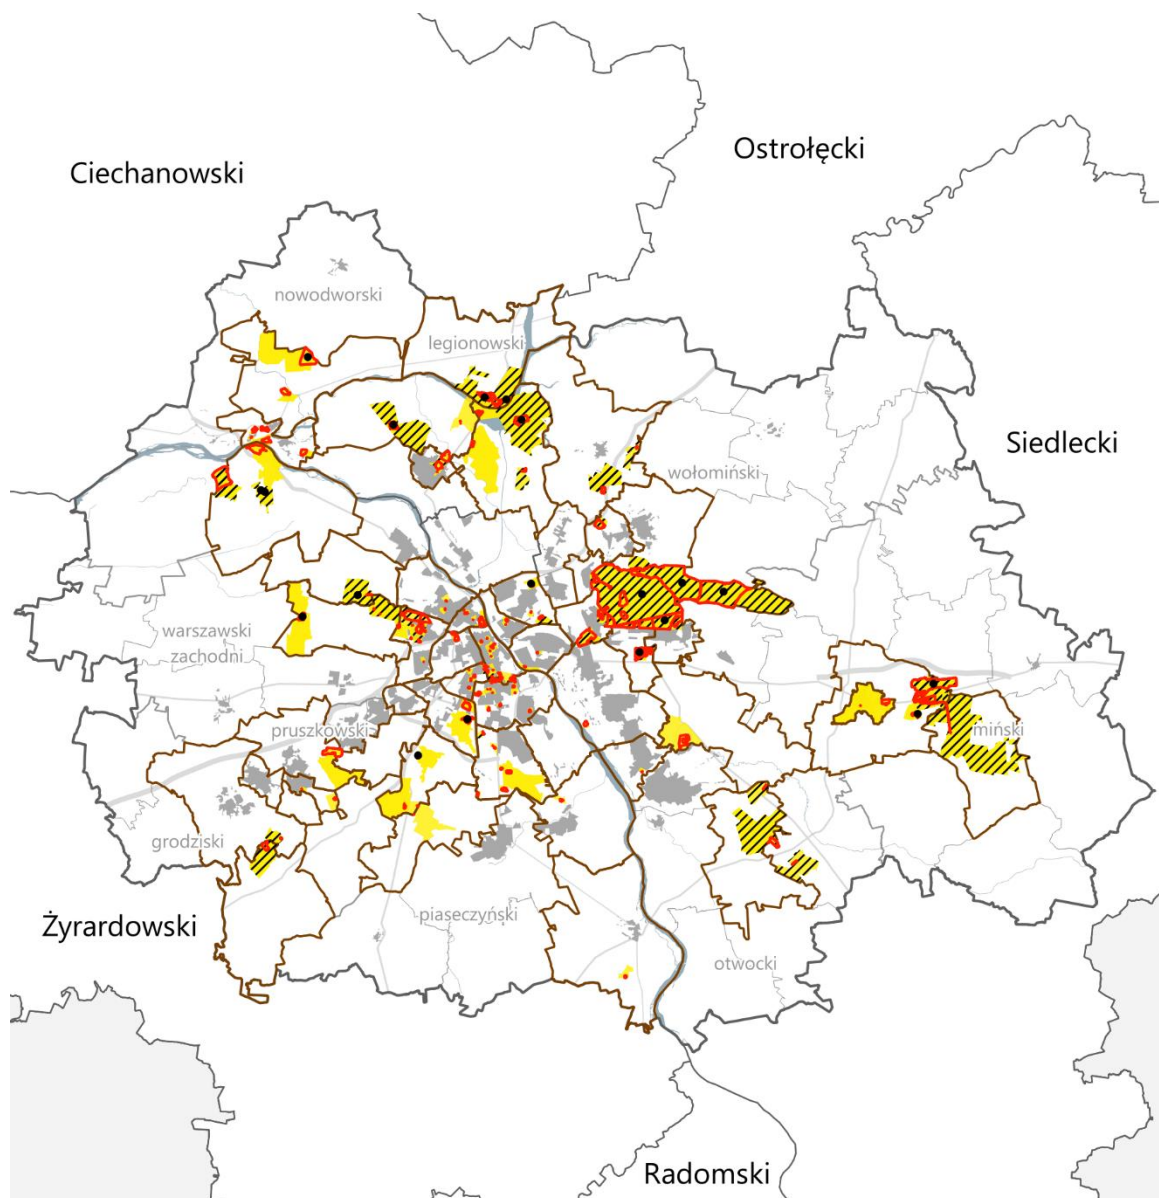 Ostrołęcki
Ciechanowski
nowodworski
legionowski
Siedlecki
wołomiński
warszawski
zachodni
pruszkowski
miński
grodziski
Żyrardowski
piaseczyński
otwocki
Radomski